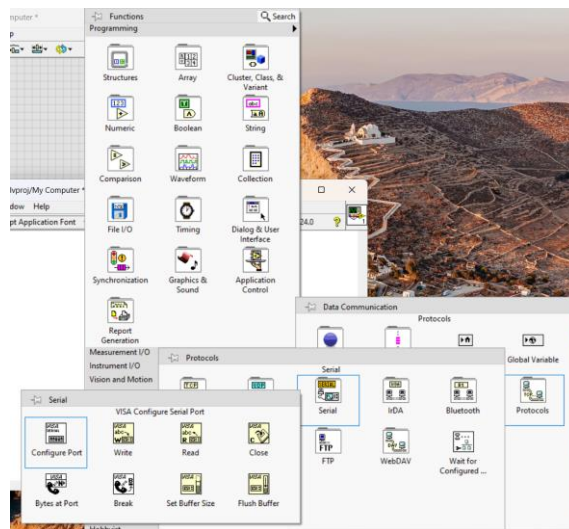 mputer *
Functions
Search
Programming
Structures
Array
Cluster, Class, &
Variant
Numeric
Boolean
String
Comparison
Waveform
Collection
lvproj/My Computer *
dow Help
pt Application Font
24.0
File I/O
Timing
Dialog & User
Interface
Synchronization
Graphics &
Sound
Application
Control
Report
Generation
Measurement I/O
Instrument I/O
Vision and Motion
Data Communication
Protocols
Global Variable
Protocols
Protocols
Serial
TCP
UDP
Serial
IrDA
Bluetooth
FTP
WebDAV
Wait for
Configured ...
Serial
VISA Configure Serial Port
Configure Port
Write
Read
Close
Bytes at Port
Break
Set Buffer Size
Flush Buffer